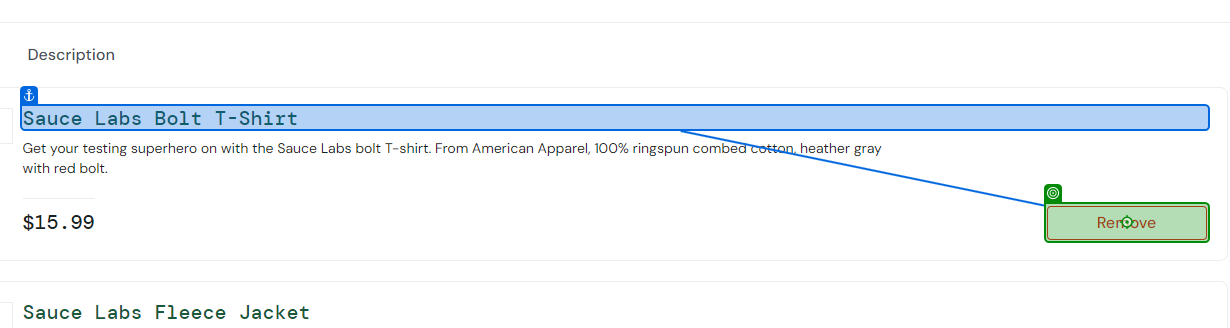 Description
Sauce Labs Bolt T-Shirt
Get your testing superhero on with the Sauce Labs bolt T-shirt. From American Apparel, 100% ringspun combed cotton, heather gray
with red bolt.
$15.99
Remove
Sauce Labs Fleece Jacket